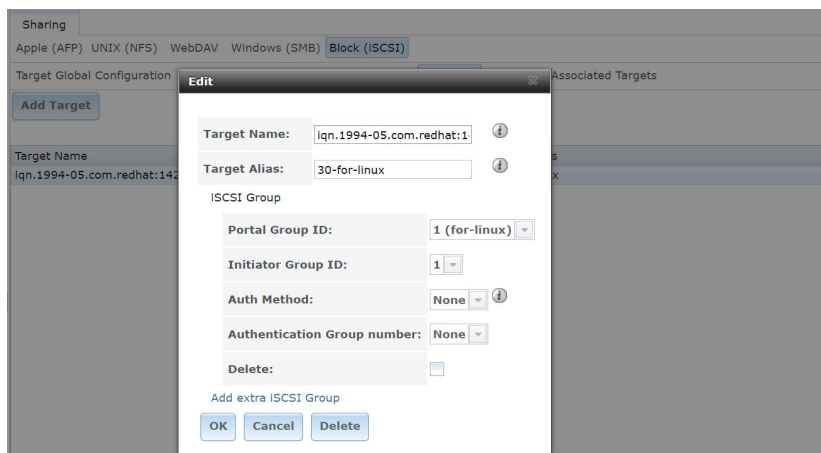 Sharing
Apple (AFP) UNIX (NFS) WebDAV Windows (SMB) Block (iSCSI)
Target Global Configuration Associated Targets
Add Target
Target Name
iqn.1994-05.com.redhat:142
Edit
Target Name: iqn.1994-05.com.redhat:1
Target Alias: 30-for-linux
iSCSI Group
Portal Group ID: 1 (for-linux)
Initiator Group ID: 1
Auth Method: None
Authentication Group number: None
Delete:
Add extra iSCSI Group
OK Cancel Delete